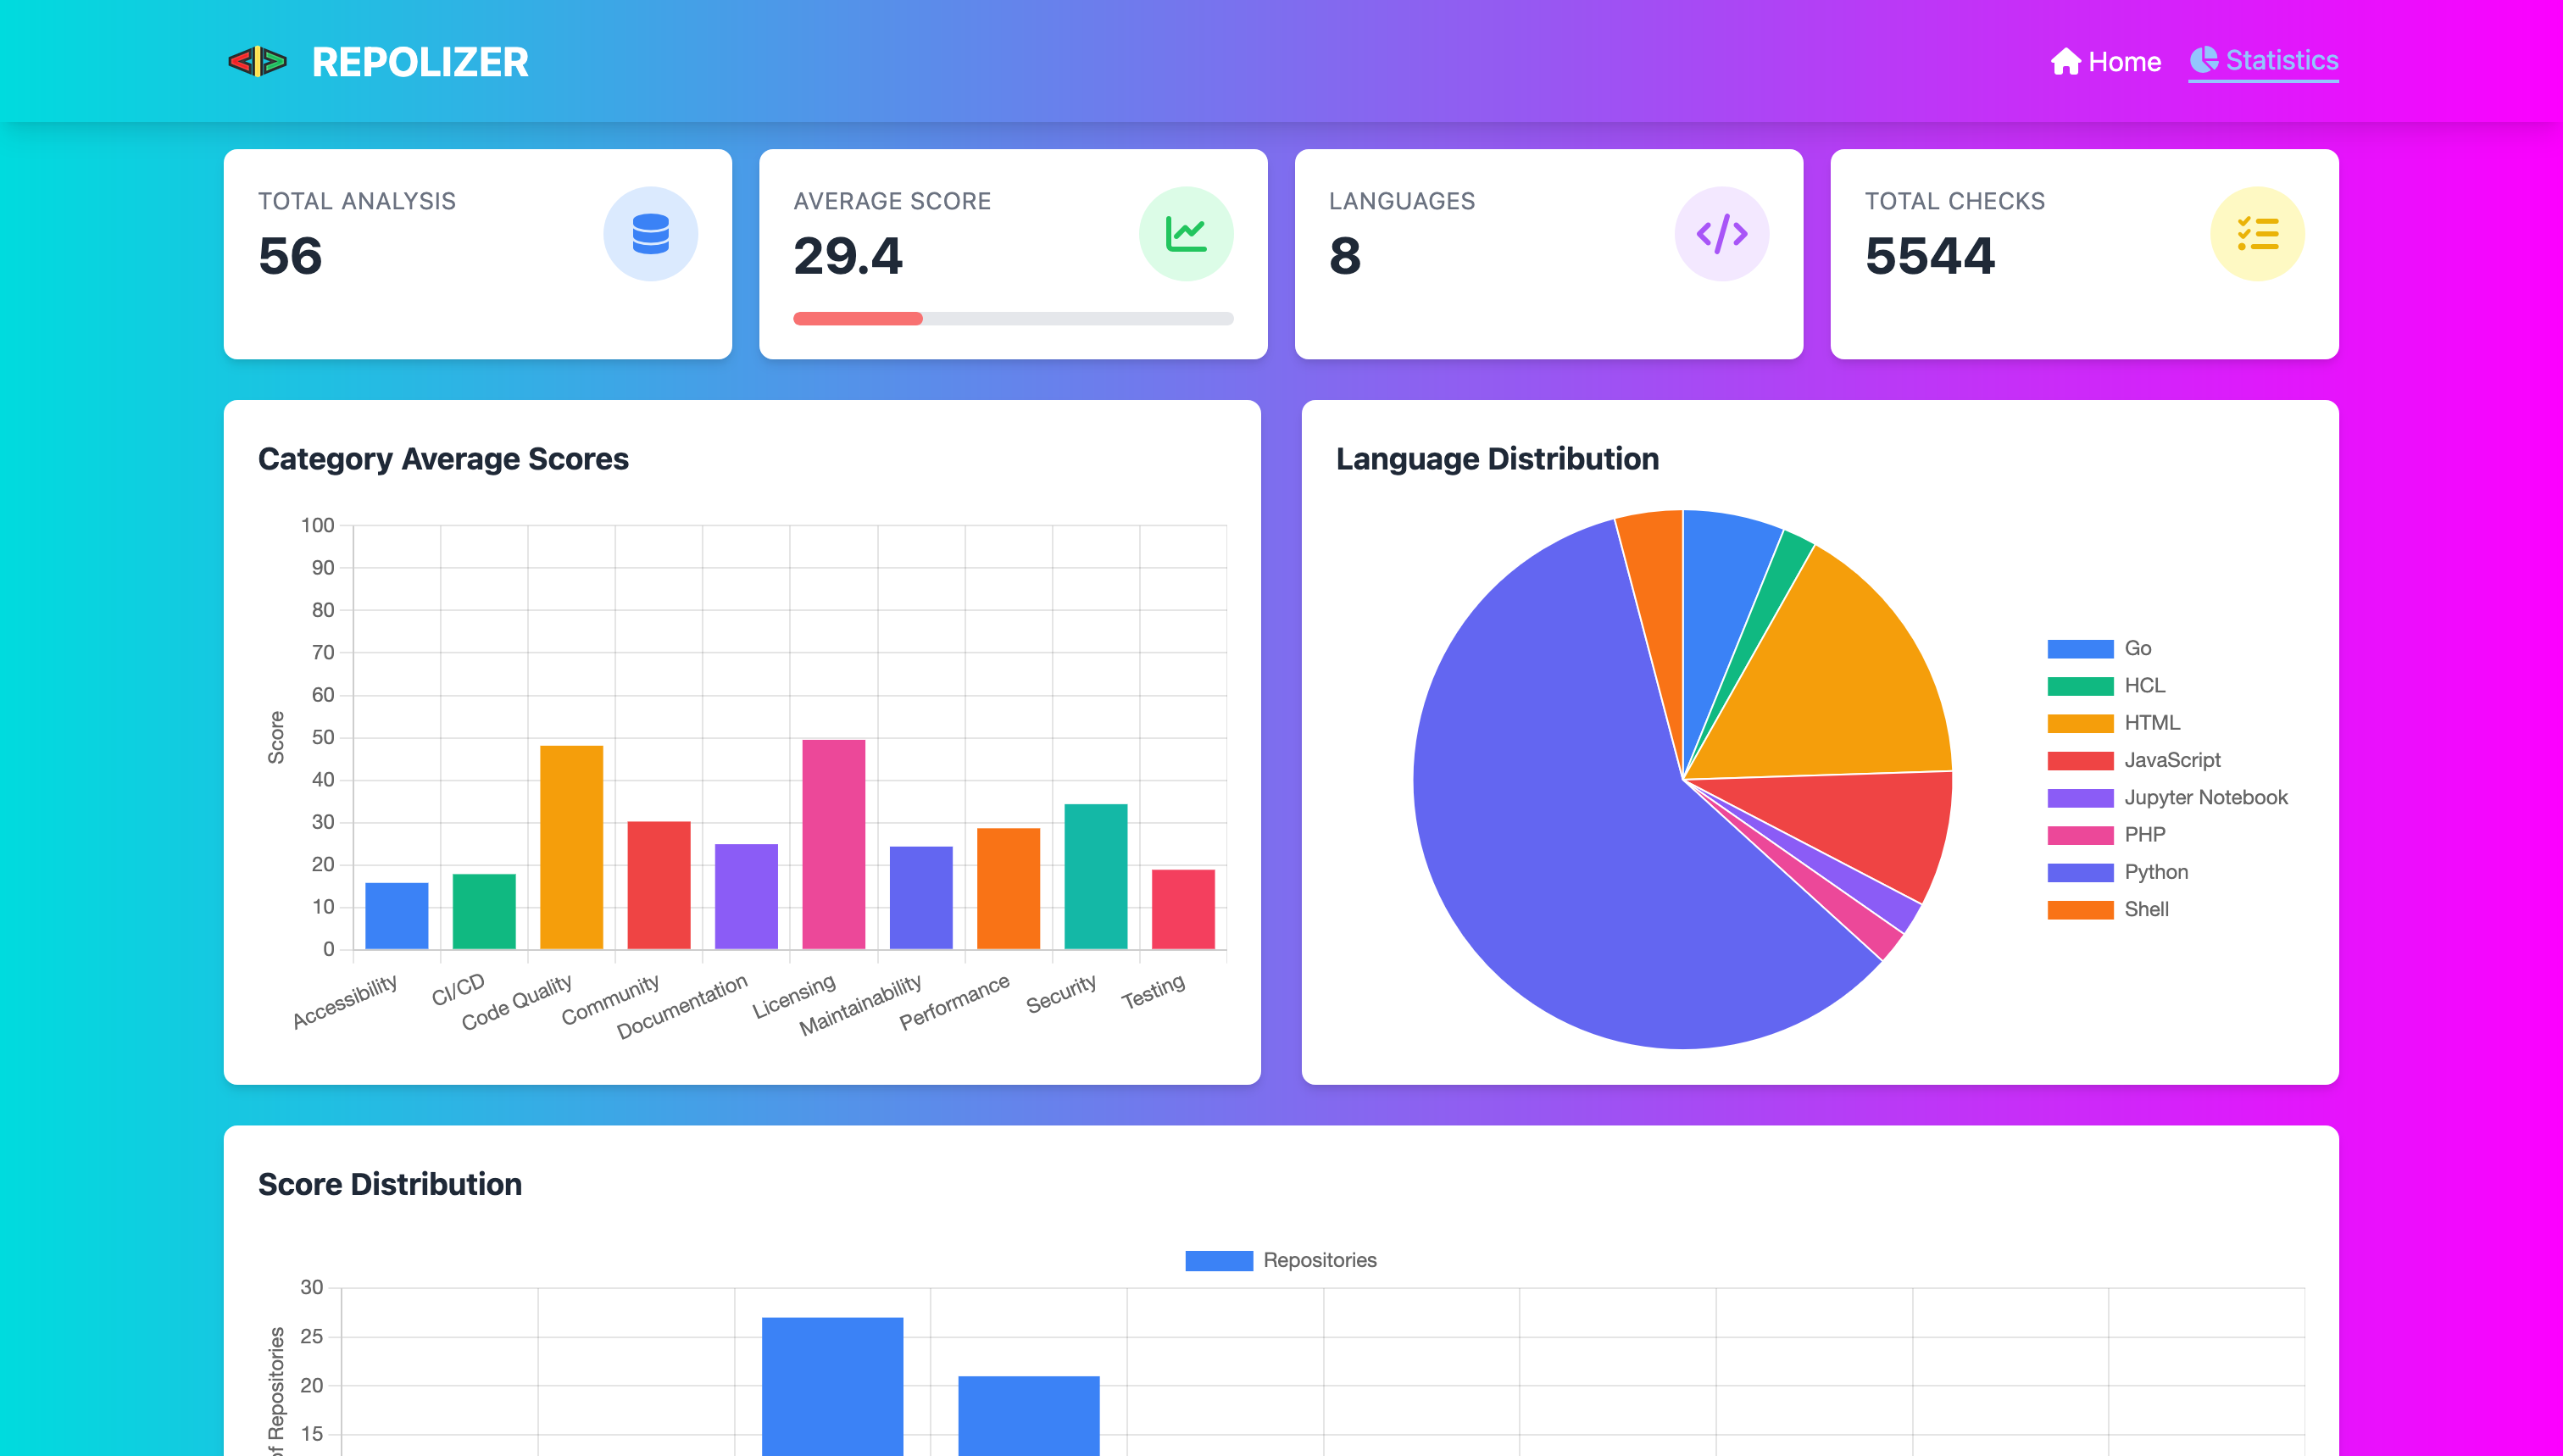 REPOLIZER
Home
Statistics
TOTAL ANALYSIS
56
AVERAGE SCORE
29.4
LANGUAGES
8
TOTAL CHECKS
5544
Category Average Scores
100
90
80
70
60
50
40
30
20
10
0
Score
Accessibility
CI/CD
Code Quality
Community
Documentation
Licensing
Maintainability
Performance
Security
Testing
Language Distribution
Go
HCL
HTML
JavaScript
Jupyter Notebook
PHP
Python
Shell
Score Distribution
Repositories
30
25
20
15
of Repositories